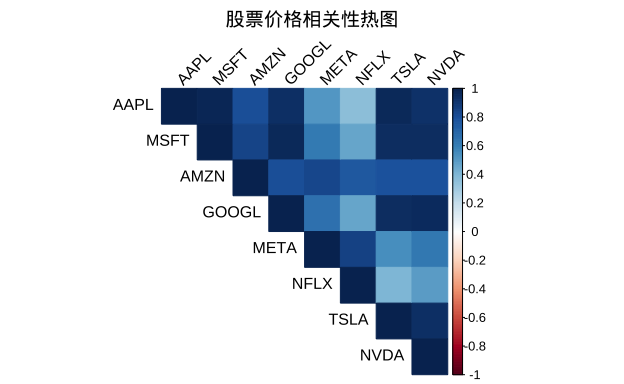 股票价格相关性热图
AAPL MSFT AMZN GOOGL META NFLX TSLA NVDA
AAPL
MSFT
AMZN
GOOGL
META
NFLX
TSLA
NVDA
1
0.8
0.6
0.4
0.2
0
-0.2
-0.4
-0.6
-0.8
-1